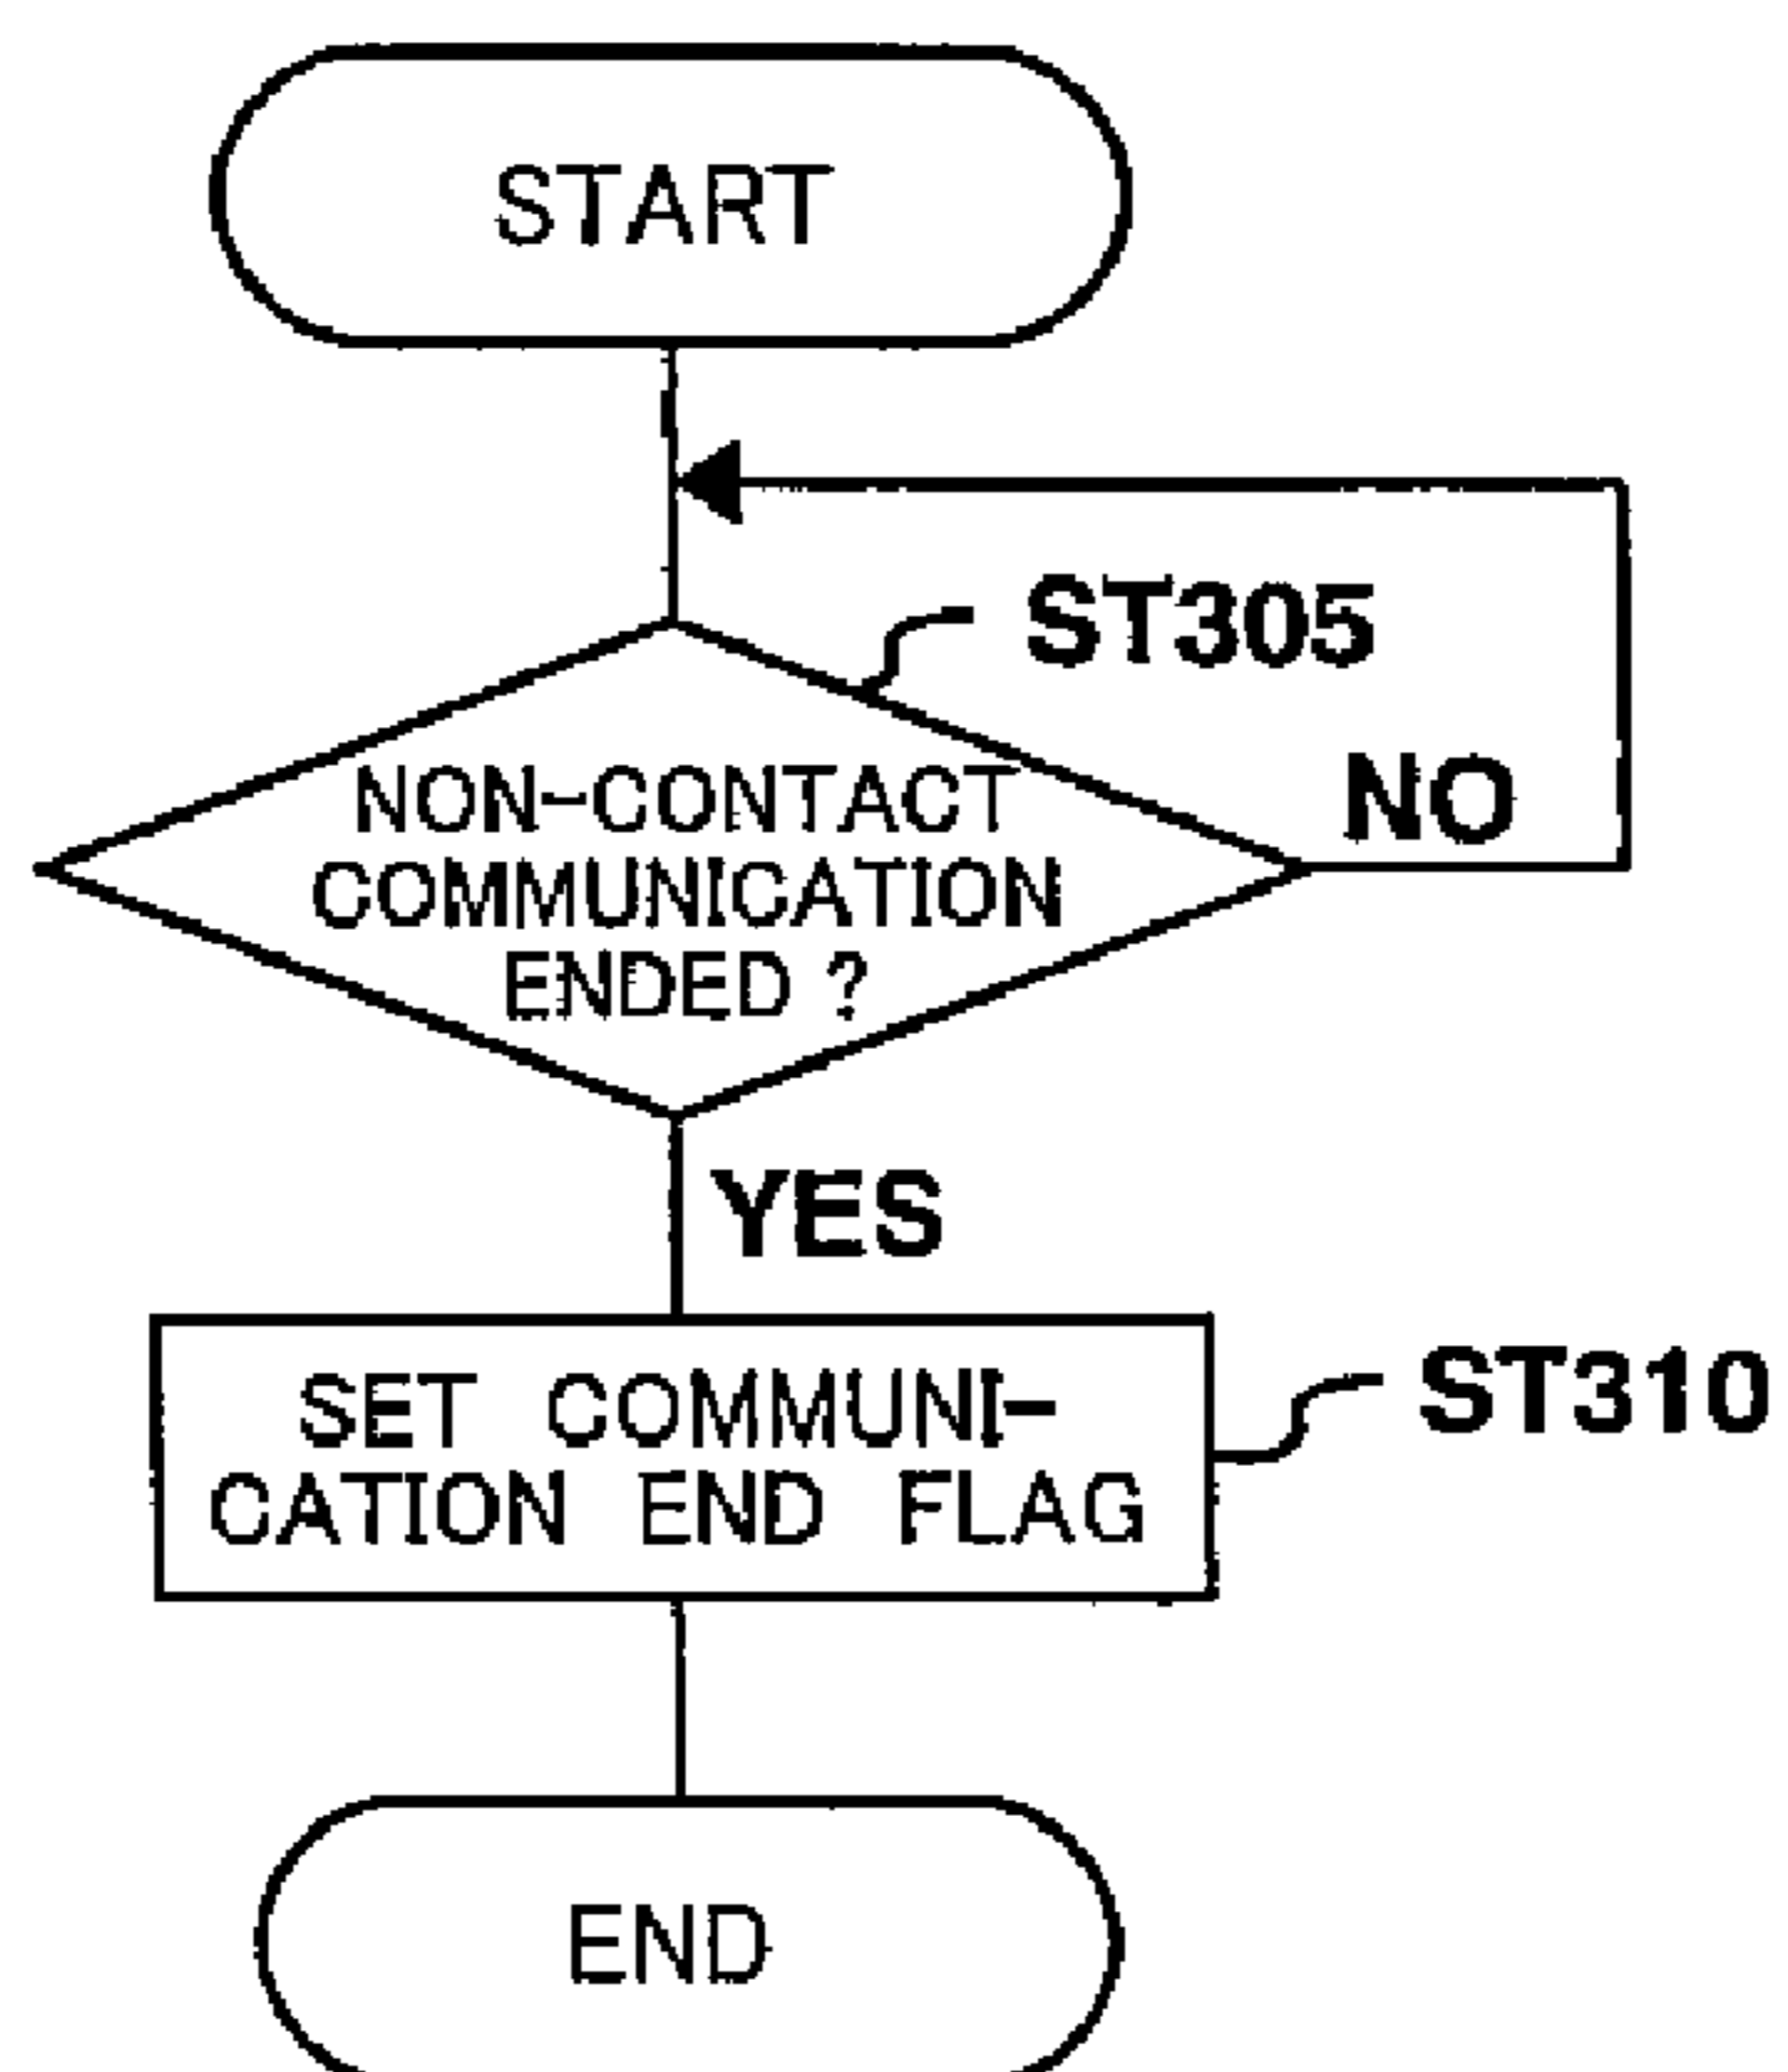 START
ST305
NON-CONTACT
COMMUNICATION
ENDED ?
NO
YES
SET COMMUNI-
CATION END FLAG
ST310
END